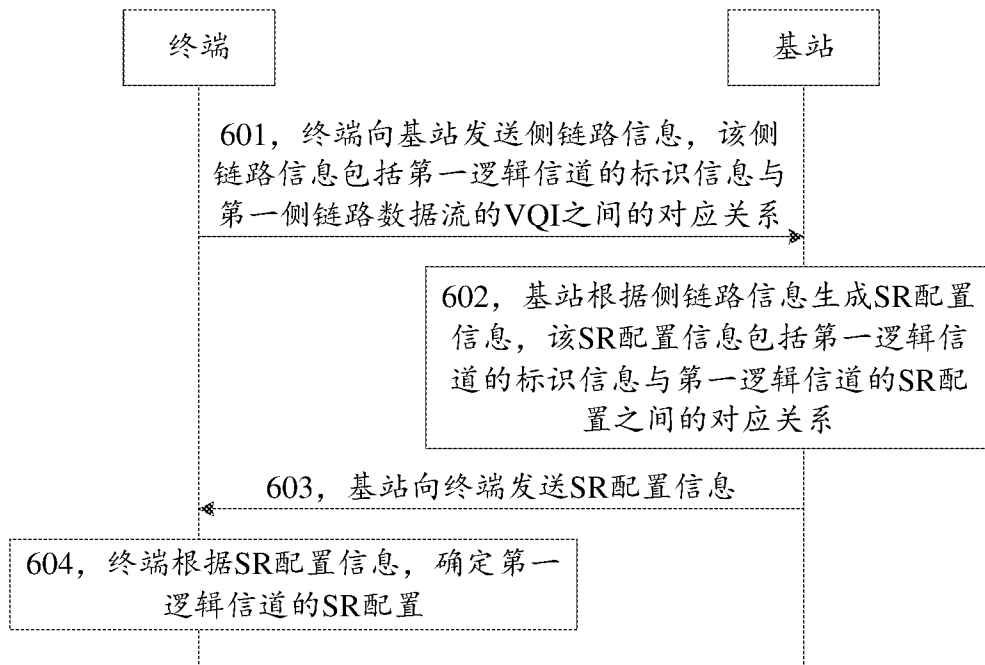 终端
基站
601，终端向基站发送侧链路信息，该侧
链路信息包括第一逻辑信道的标识信息与
第一侧链路数据流的VQI之间的对应关系
602，基站根据侧链路信息生成SR配置
信息，该SR配置信息包括第一逻辑信
道的标识信息与第一逻辑信道的SR配
置之间的对应关系
603，基站向终端发送SR配置信息
604，终端根据SR配置信息，确定第一
逻辑信道的SR配置